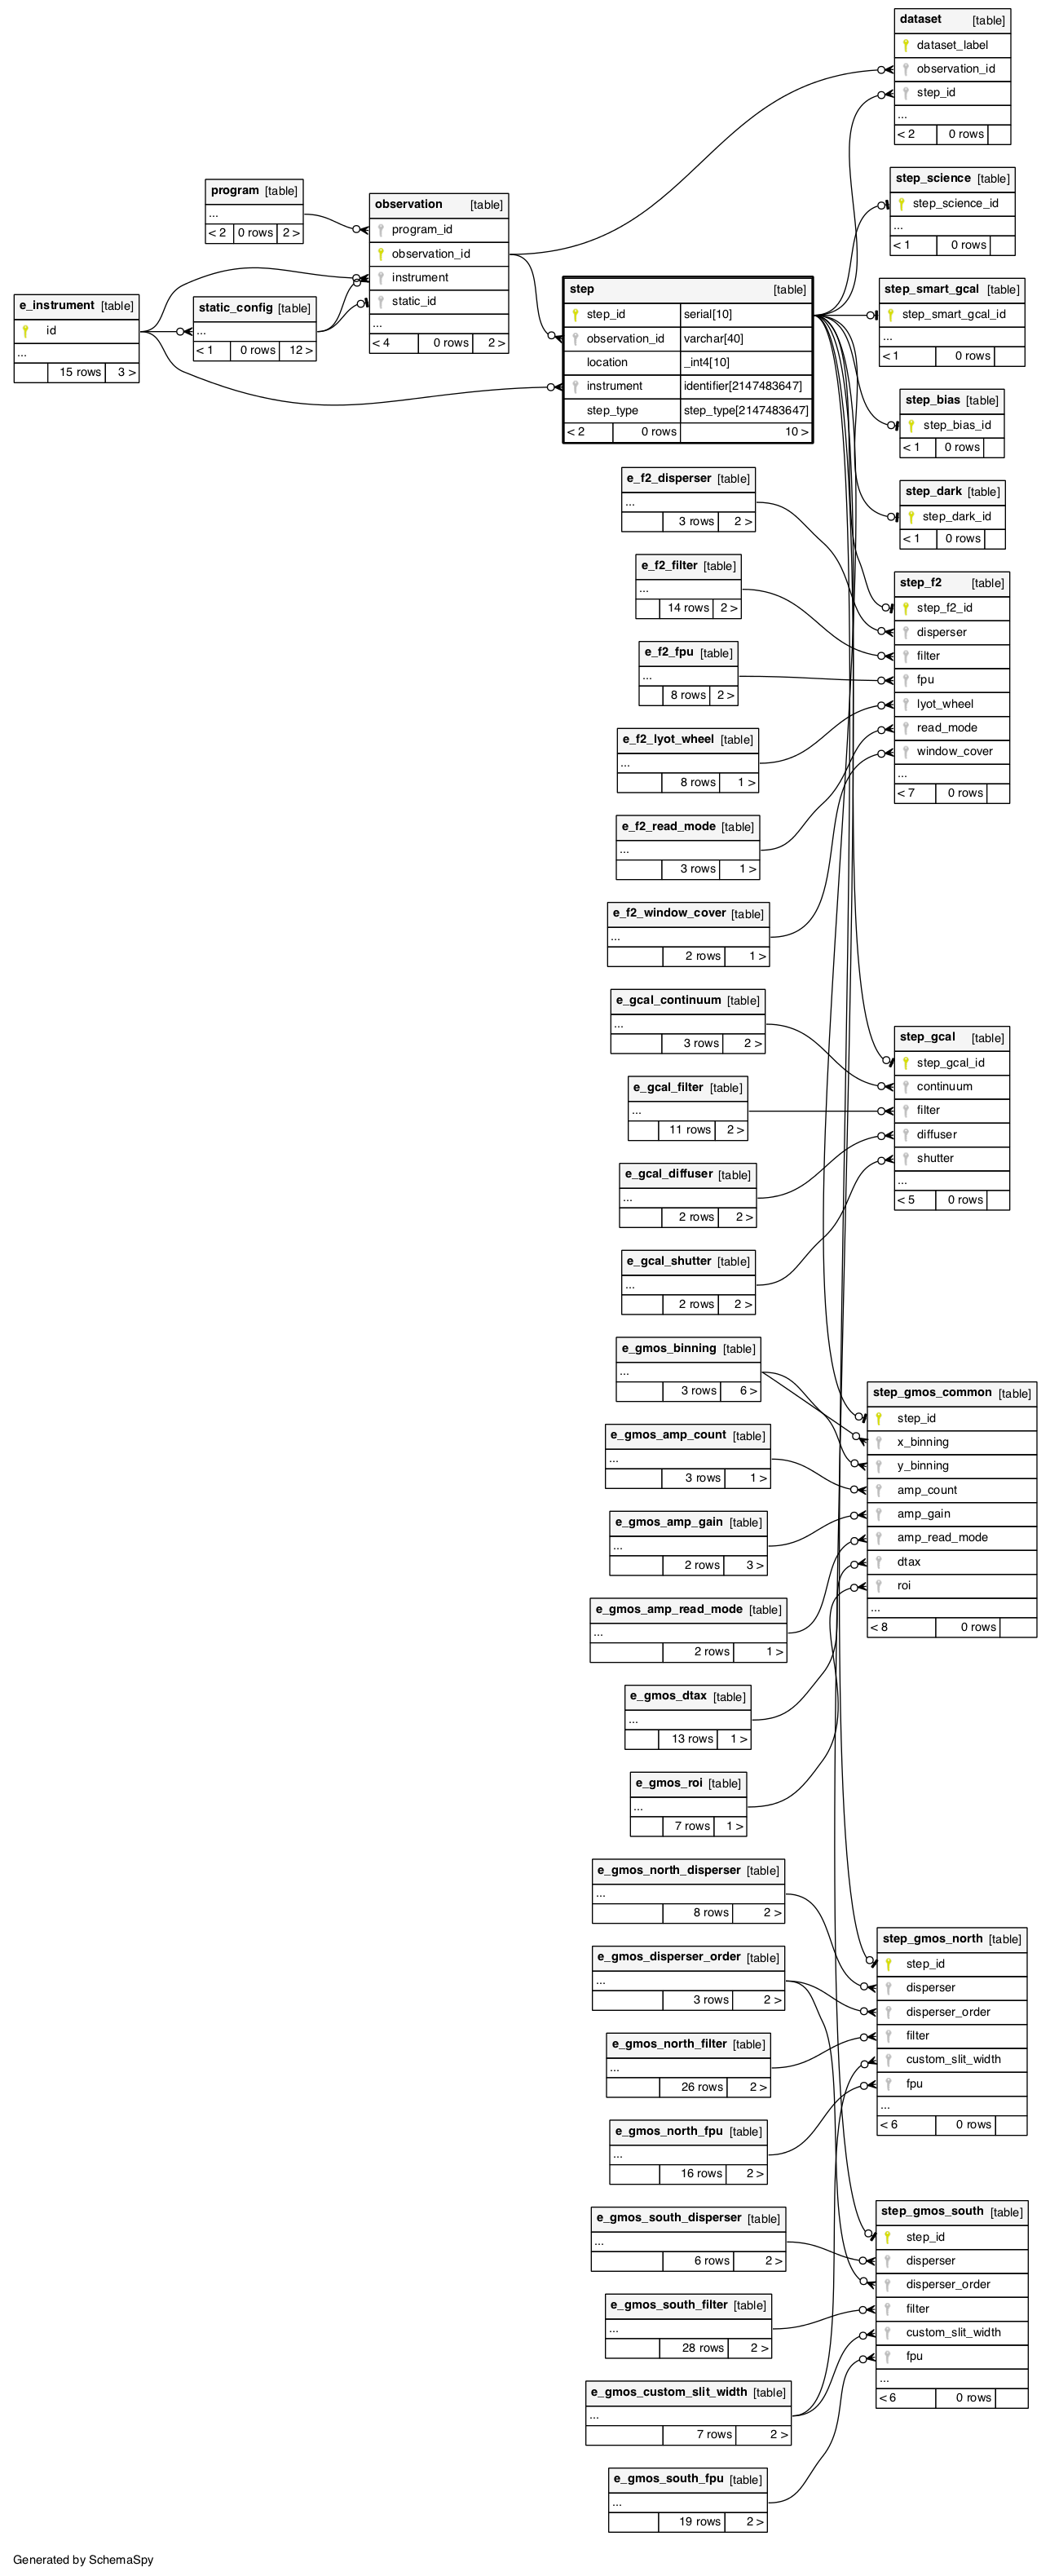 dataset [table]
dataset_label
observation_id
step_id
...
< 2 0 rows
step_science [table]
step_science_id
...
< 1 0 rows
program [table]
...
< 2 0 rows 2 >
observation [table]
program_id
observation_id
instrument
static_id
...
< 4 0 rows 2 >
e_instrument [table]
id
...
15 rows 3 >
static_config [table]
...
< 1 0 rows 12 >
step [table]
step_id serial[10]
observation_id varchar[40]
location _int4[10]
instrument identifier[2147483647]
step_type step_type[2147483647]
< 2 0 rows 10 >
step_smart_gcal [table]
step_smart_gcal_id
...
< 1 0 rows
step_bias [table]
step_bias_id
< 1 0 rows
step_dark [table]
step_dark_id
< 1 0 rows
e_f2_disperser [table]
...
3 rows 2 >
e_f2_filter [table]
...
14 rows 2 >
e_f2_fpu [table]
...
8 rows 2 >
e_f2_lyot_wheel [table]
...
8 rows 1 >
e_f2_read_mode [table]
...
3 rows 1 >
e_f2_window_cover [table]
...
2 rows 1 >
step_f2 [table]
step_f2_id
disperser
filter
fpu
lyot_wheel
read_mode
window_cover
...
< 7 0 rows
e_gcal_continuum [table]
...
3 rows 2 >
e_gcal_filter [table]
...
11 rows 2 >
e_gcal_diffuser [table]
...
2 rows 2 >
e_gcal_shutter [table]
...
2 rows 2 >
step_gcal [table]
step_gcal_id
continuum
filter
diffuser
shutter
...
< 5 0 rows
e_gmos_binning [table]
...
3 rows 6 >
e_gmos_amp_count [table]
...
3 rows 1 >
e_gmos_amp_gain [table]
...
2 rows 3 >
e_gmos_amp_read_mode [table]
...
2 rows 1 >
e_gmos_dtax [table]
...
13 rows 1 >
e_gmos_roi [table]
...
7 rows 1 >
step_gmos_common [table]
step_id
x_binning
y_binning
amp_count
amp_gain
amp_read_mode
dtax
roi
...
< 8 0 rows
e_gmos_north_disperser [table]
...
8 rows 2 >
e_gmos_disperser_order [table]
...
3 rows 2 >
e_gmos_north_filter [table]
...
26 rows 2 >
e_gmos_north_fpu [table]
...
16 rows 2 >
step_gmos_north [table]
step_id
disperser
disperser_order
filter
custom_slit_width
fpu
...
< 6 0 rows
e_gmos_south_disperser [table]
...
6 rows 2 >
e_gmos_south_filter [table]
...
28 rows 2 >
e_gmos_custom_slit_width [table]
...
7 rows 2 >
e_gmos_south_fpu [table]
...
19 rows 2 >
step_gmos_south [table]
step_id
disperser
disperser_order
filter
custom_slit_width
fpu
...
< 6 0 rows
Generated by SchemaSpy